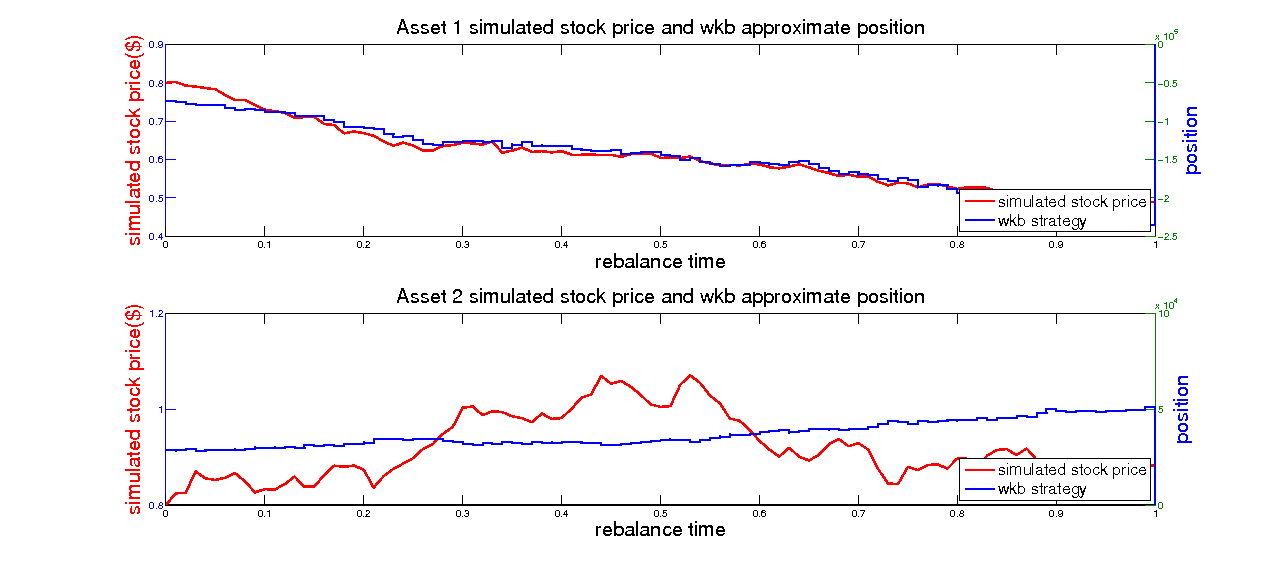 Asset 1 simulated stock price and wkb approximate position
x 10^5
simulated stock price($)
0.9
0.8
0.7
0.6
0.5
0.4
0
-0.5
-1
-1.5
-2
-2.5
position
simulated stock price
wkb strategy
0 0.1 0.2 0.3 0.4 0.5 0.6 0.7 0.8 0.9 1
rebalance time
Asset 2 simulated stock price and wkb approximate position
x 10^4
simulated stock price($)
1.2
1
0.8
10
5
0
position
simulated stock price
wkb strategy
0 0.1 0.2 0.3 0.4 0.5 0.6 0.7 0.8 0.9 1
rebalance time